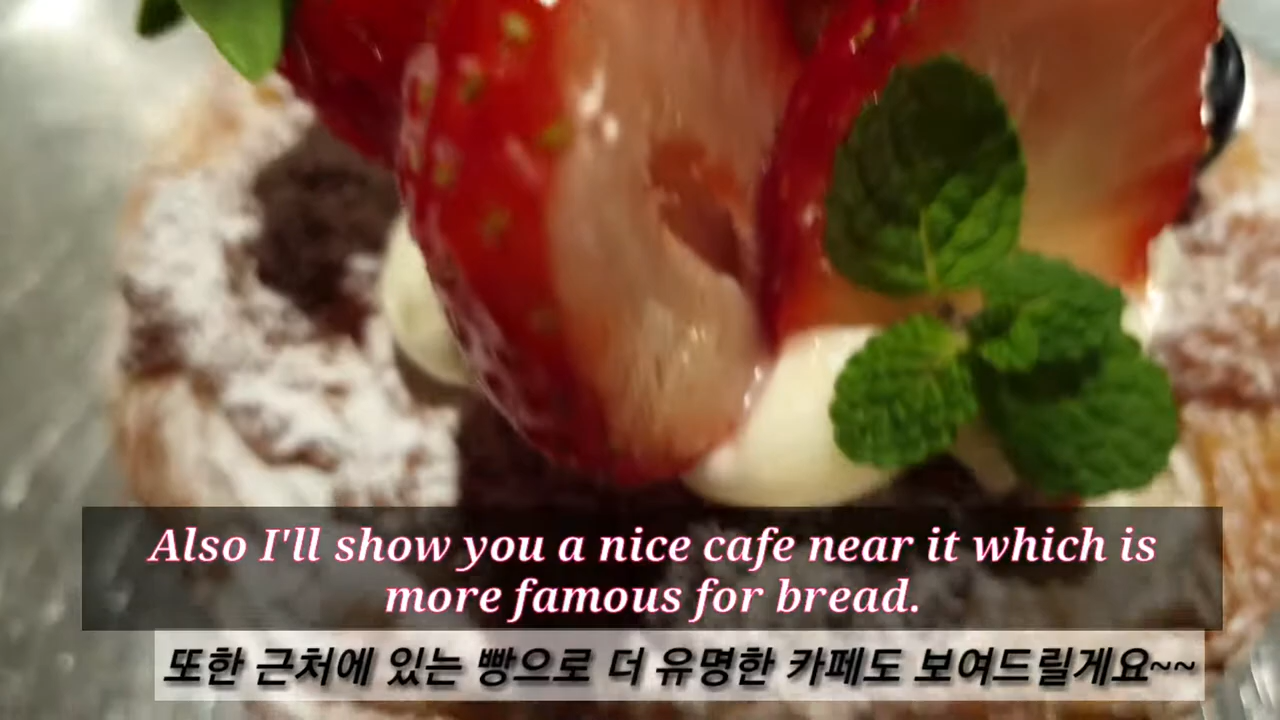 Also I'll show you a nice cafe near it which is
more famous for bread.
또한 근처에 있는 빵으로 더 유명한 카페도 보여드릴게요~~